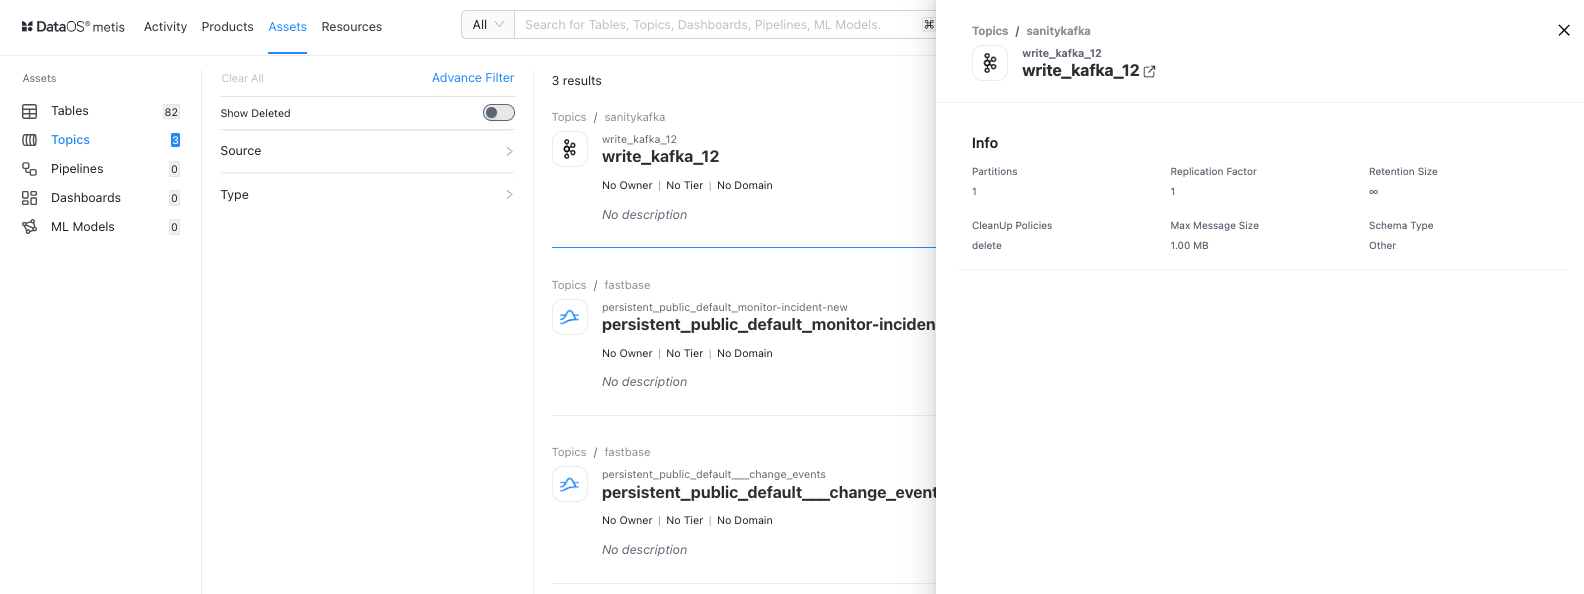 DataOS® metis
Activity
Products
Assets
Resources
All
Search for Tables, Topics, Dashboards, Pipelines, ML Models.
⌘
Assets
Tables 82
Topics 3
Pipelines 0
Dashboards 0
ML Models 0
Clear All
Advance Filter
Show Deleted
Source
Type
3 results
Topics / sanitykafka
write_kafka_12
write_kafka_12
No Owner | No Tier | No Domain
No description
Topics / fastbase
persistent_public_default_monitor-incident-new
persistent_public_default_monitor-inciden
No Owner | No Tier | No Domain
No description
Topics / fastbase
persistent_public_default___change_events
persistent_public_default___change_event
No Owner | No Tier | No Domain
No description
Topics / sanitykafka
write_kafka_12
write_kafka_12
Info
Partitions
1
Replication Factor
1
Retention Size
∞
CleanUp Policies
delete
Max Message Size
1.00 MB
Schema Type
Other